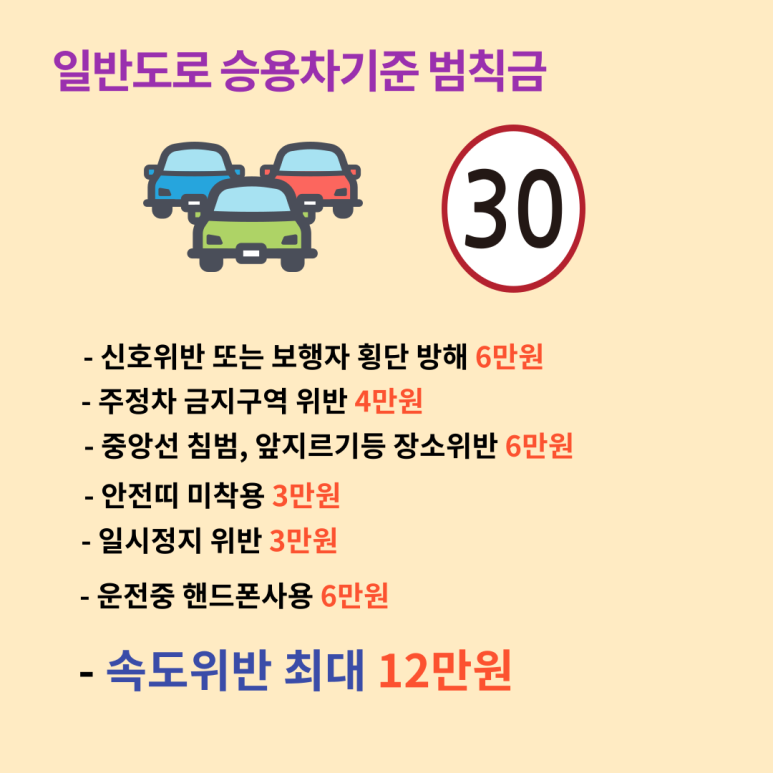 일반도로 승용차기준 범칙금
30
- 신호위반 또는 보행자 횡단 방해 6만원
- 주정차 금지구역 위반 4만원
- 중앙선 침범, 앞지르기등 장소위반 6만원
- 안전띠 미착용 3만원
- 일시정지 위반 3만원
- 운전중 핸드폰사용 6만원
- 속도위반 최대 12만원